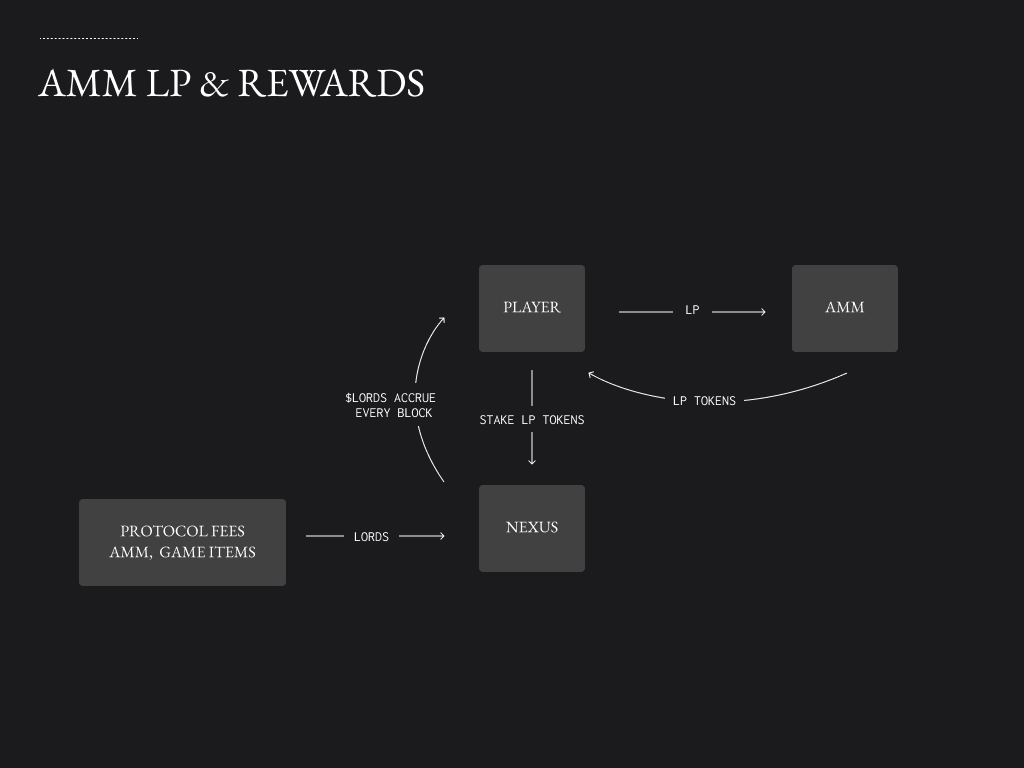 AMM LP & REWARDS
PLAYER
LP
AMM
$LORDS ACCRUE
EVERY BLOCK
STAKE LP TOKENS
LP TOKENS
PROTOCOL FEES
AMM, GAME ITEMS
LORDS
NEXUS